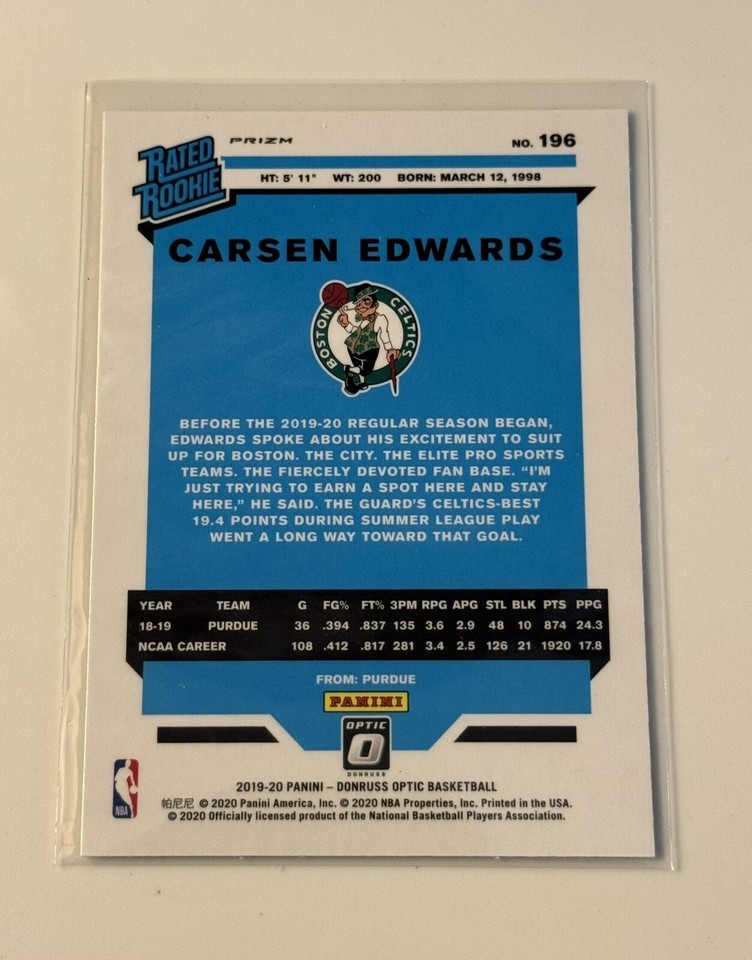 RATED
ROOKIE
PRIZM
NO. 196
HT: 5' 11" WT: 200 BORN: MARCH 12, 1998
CARSEN EDWARDS
BOSTON CELTICS
BEFORE THE 2019-20 REGULAR SEASON BEGAN,
EDWARDS SPOKE ABOUT HIS EXCITEMENT TO SUIT
UP FOR BOSTON. THE CITY. THE ELITE PRO SPORTS
TEAMS. THE FIERCELY DEVOTED FAN BASE. “I'M
JUST TRYING TO EARN A SPOT HERE AND STAY
HERE,” HE SAID. THE GUARD'S CELTICS-BEST
19.4 POINTS DURING SUMMER LEAGUE PLAY
WENT A LONG WAY TOWARD THAT GOAL.
YEAR TEAM G FG% FT% 3PM RPG APG STL BLK PTS PPG
18-19 PURDUE 36 .394 .837 135 3.6 2.9 48 10 874 24.3
NCAA CAREER 108 .412 .817 281 3.4 2.5 126 21 1920 17.8
FROM: PURDUE
PANINI
OPTIC
O
DONRUSS
NBA
2019-20 PANINI – DONRUSS OPTIC BASKETBALL
帕尼尼 © 2020 Panini America, Inc. © 2020 NBA Properties, Inc. Printed in the USA.
© 2020 Officially licensed product of the National Basketball Players Association.